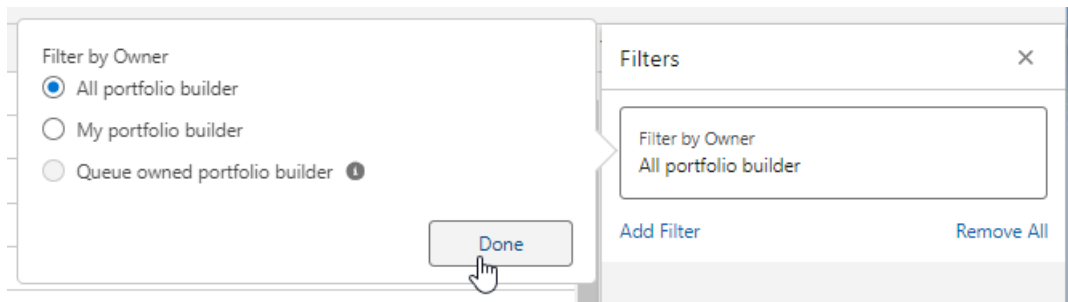 Filter by Owner
All portfolio builder
My portfolio builder
Queue owned portfolio builder
Done
Filters
Filter by Owner
All portfolio builder
Add Filter
Remove All